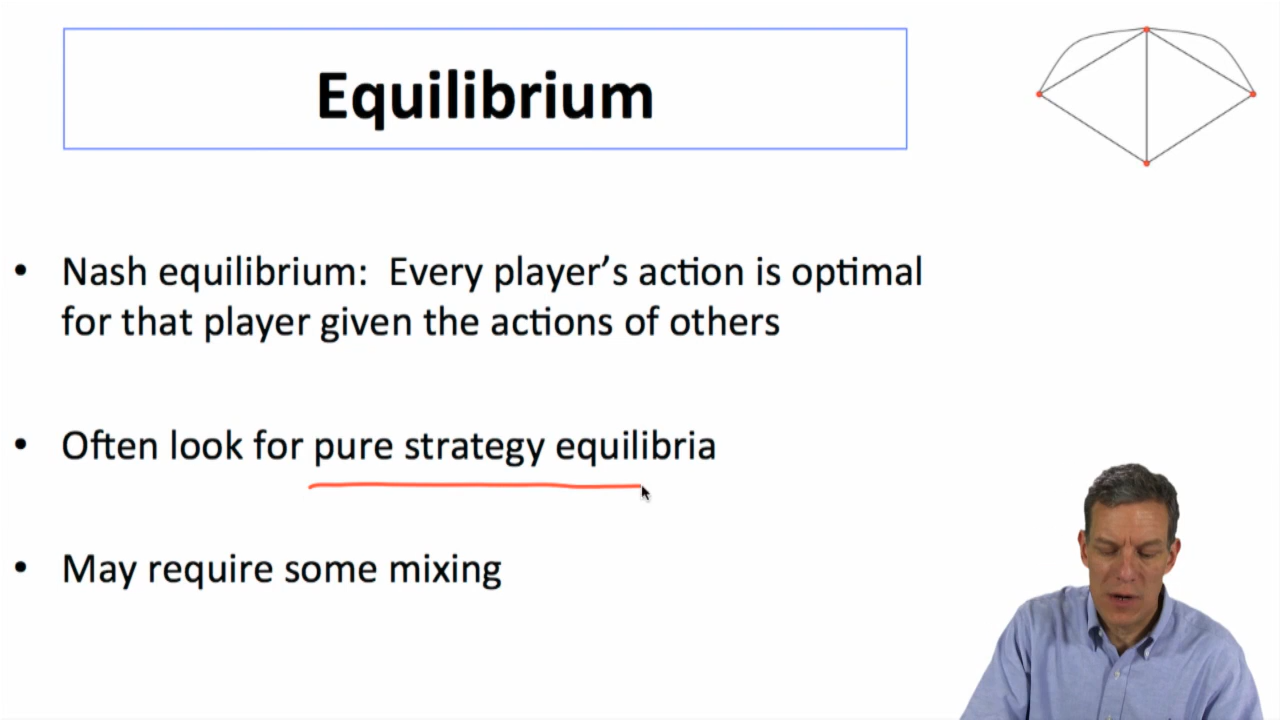 Equilibrium
• Nash equilibrium:  Every player’s action is optimal
for that player given the actions of others
• Often look for pure strategy equilibria
• May require some mixing